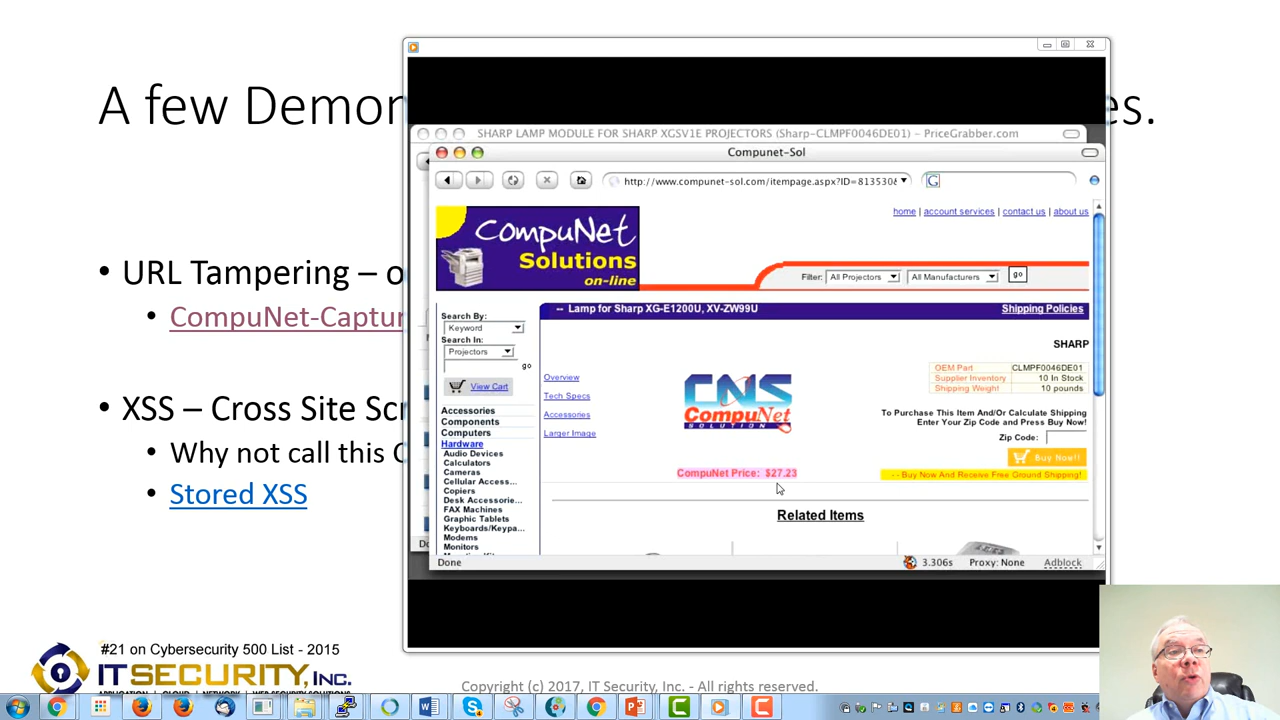 A few Demon
es.
SHARP LAMP MODULE FOR SHARP XGSV1E PROJECTORS (Sharp-CLMPF0046DE01) – PriceGrabber.com
Compunet-Sol
http://www.compunet-sol.com/itempage.aspx?ID=813530&
G
home | account services | contact us | about us
CompuNet
Solutions
on-line
Filter: All Projectors All Manufacturers go
-- Lamp for Sharp XG-E1200U, XV-ZW99U
Shipping Policies
Search By:
Keyword
Search In:
Projectors
go
View Cart
Accessories
Components
Computers
Hardware
Audio Devices
Calculators
Cameras
Cellular Acces...
Copiers
Desk Accessorie...
FAX Machines
Graphic Tablets
Keyboards/Keypa...
Modems
Monitors
Overview
Tech Specs
Accessories
Larger Image
CNS
CompuNet
SOLUTION
CompuNet Price: $27.23
SHARP
OEM Part CLMPF0046DE01
Supplier Inventory 10 In Stock
Shipping Weight 10 pounds
To Purchase This Item And/Or Calculate Shipping
Enter Your Zip Code and Press Buy Now!
Zip Code:
Buy Now!!
- - Buy Now And Receive Free Ground Shipping!
Related Items
Done
3.306s Proxy: None Adblock
• URL Tampering – o
• CompuNet-Captur
• XSS – Cross Site Scr
• Why not call this C
• Stored XSS
#21 on Cybersecurity 500 List - 2015
IT SECURITY, INC.
Copyright (c) 2017, IT Security, Inc. - All rights reserved.